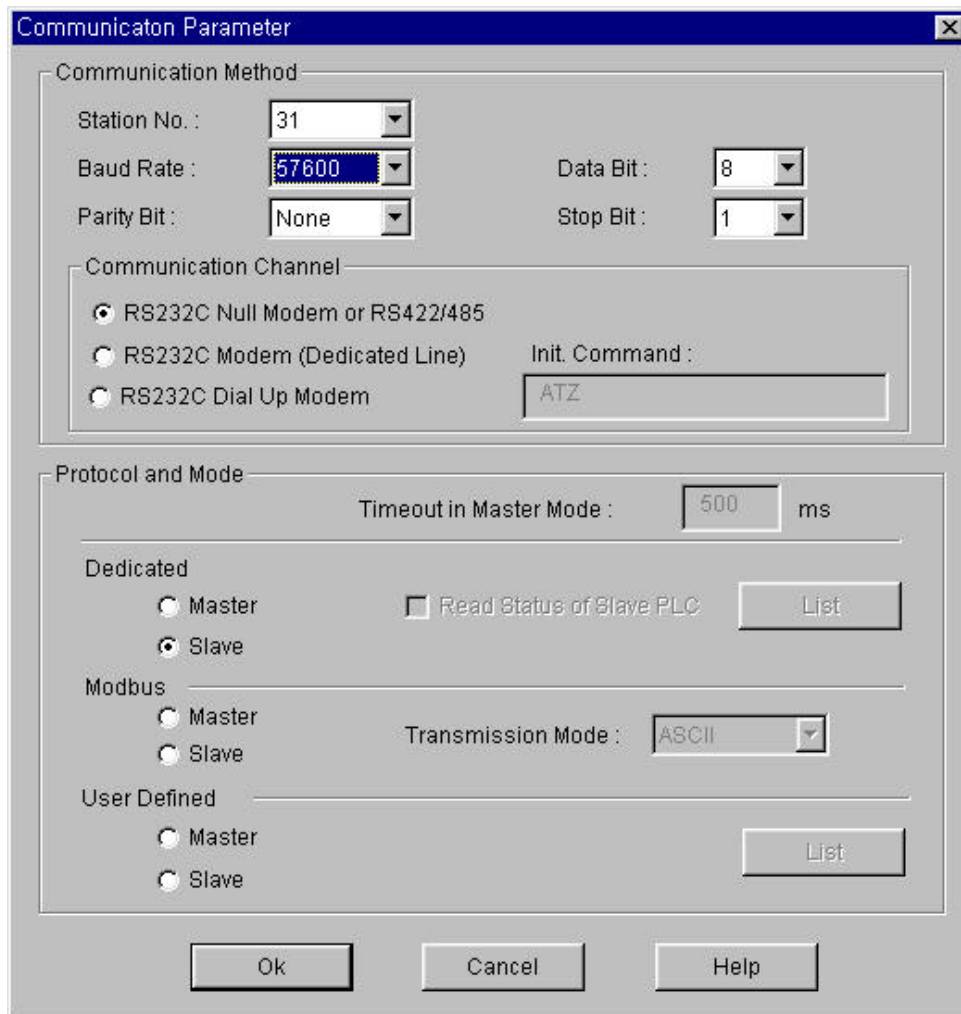 Communicaton Parameter
Communication Method
Station No. : 31
Baud Rate : 57600 Data Bit : 8
Parity Bit : None Stop Bit : 1
Communication Channel
RS232C Null Modem or RS422/485
RS232C Modem (Dedicated Line) Init. Command :
RS232C Dial Up Modem ATZ
Protocol and Mode
Timeout in Master Mode : 500 ms
Dedicated
Master Read Status of Slave PLC List
Slave
Modbus
Master
Slave Transmission Mode : ASCII
User Defined
Master
List
Slave
Ok Cancel Help